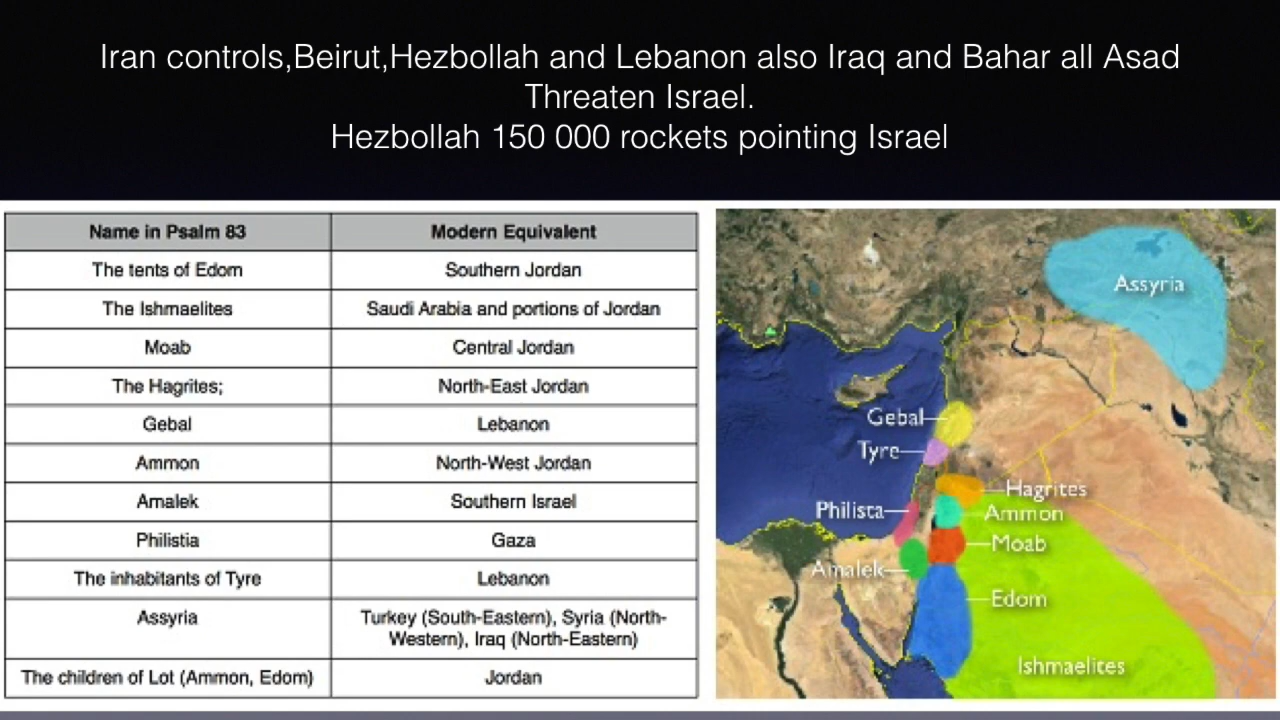 Iran controls,Beirut,Hezbollah and Lebanon also Iraq and Bahar all Asad
Threaten Israel.
Hezbollah 150 000 rockets pointing Israel
Name in Psalm 83 Modern Equivalent
The tents of Edom Southern Jordan
The Ishmaelites Saudi Arabia and portions of Jordan
Moab Central Jordan
The Hagrites; North-East Jordan
Gebal Lebanon
Ammon North-West Jordan
Amalek Southern Israel
Philistia Gaza
The inhabitants of Tyre Lebanon
Assyria Turkey (South-Eastern), Syria (North-
Western), Iraq (North-Eastern)
The children of Lot (Ammon, Edom) Jordan
Assyria
Gebal
Tyre
Hagrites
Philista
Ammon
Moab
Amalek
Edom
Ishmaelites